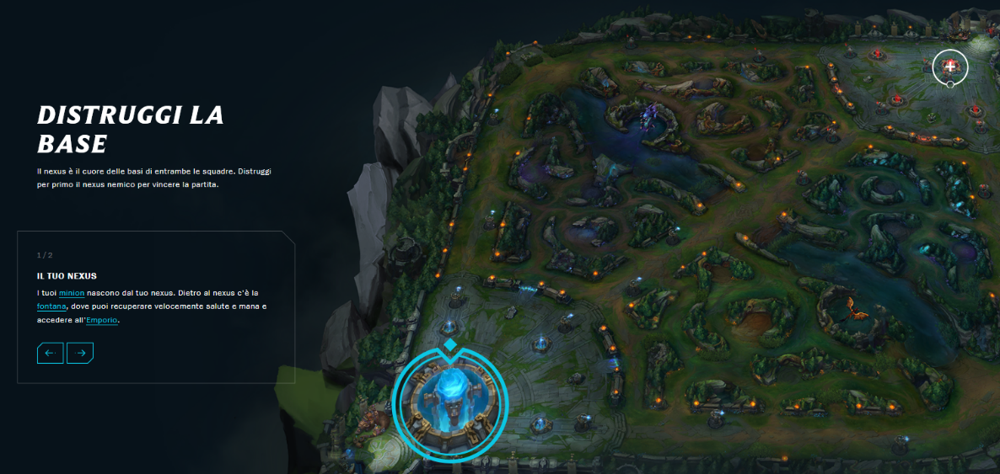 DISTRUGGI LA
BASE
Il nexus è il cuore delle basi di entrambe le squadre. Distruggi
per primo il nexus nemico per vincere la partita.
1 / 2
IL TUO NEXUS
I tuoi minion nascono dal tuo nexus. Dietro al nexus c'è la
fontana, dove puoi recuperare velocemente salute e mana e
accedere all'Emporio.